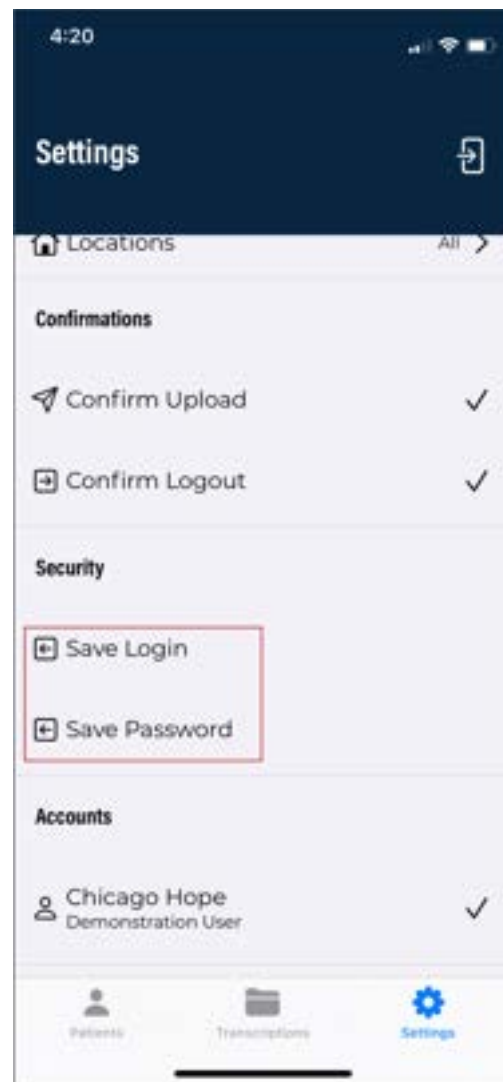 4:20
Settings
Locations All
Confirmations
Confirm Upload
Confirm Logout
Security
Save Login
Save Password
Accounts
Chicago Hope
Demonstration User
Patients Transcriptions Settings